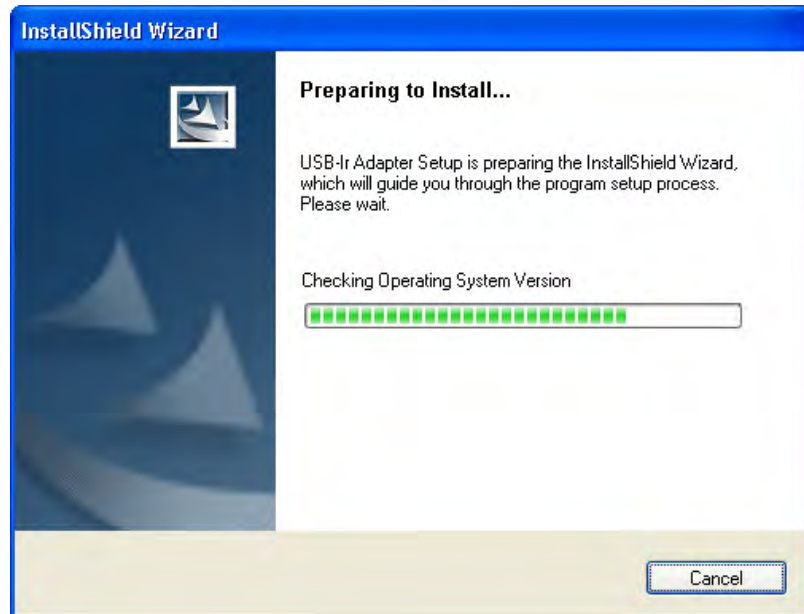 InstallShield Wizard
Preparing to Install...
USB-Ir Adapter Setup is preparing the InstallShield Wizard,
which will guide you through the program setup process.
Please wait.
Checking Operating System Version
Cancel